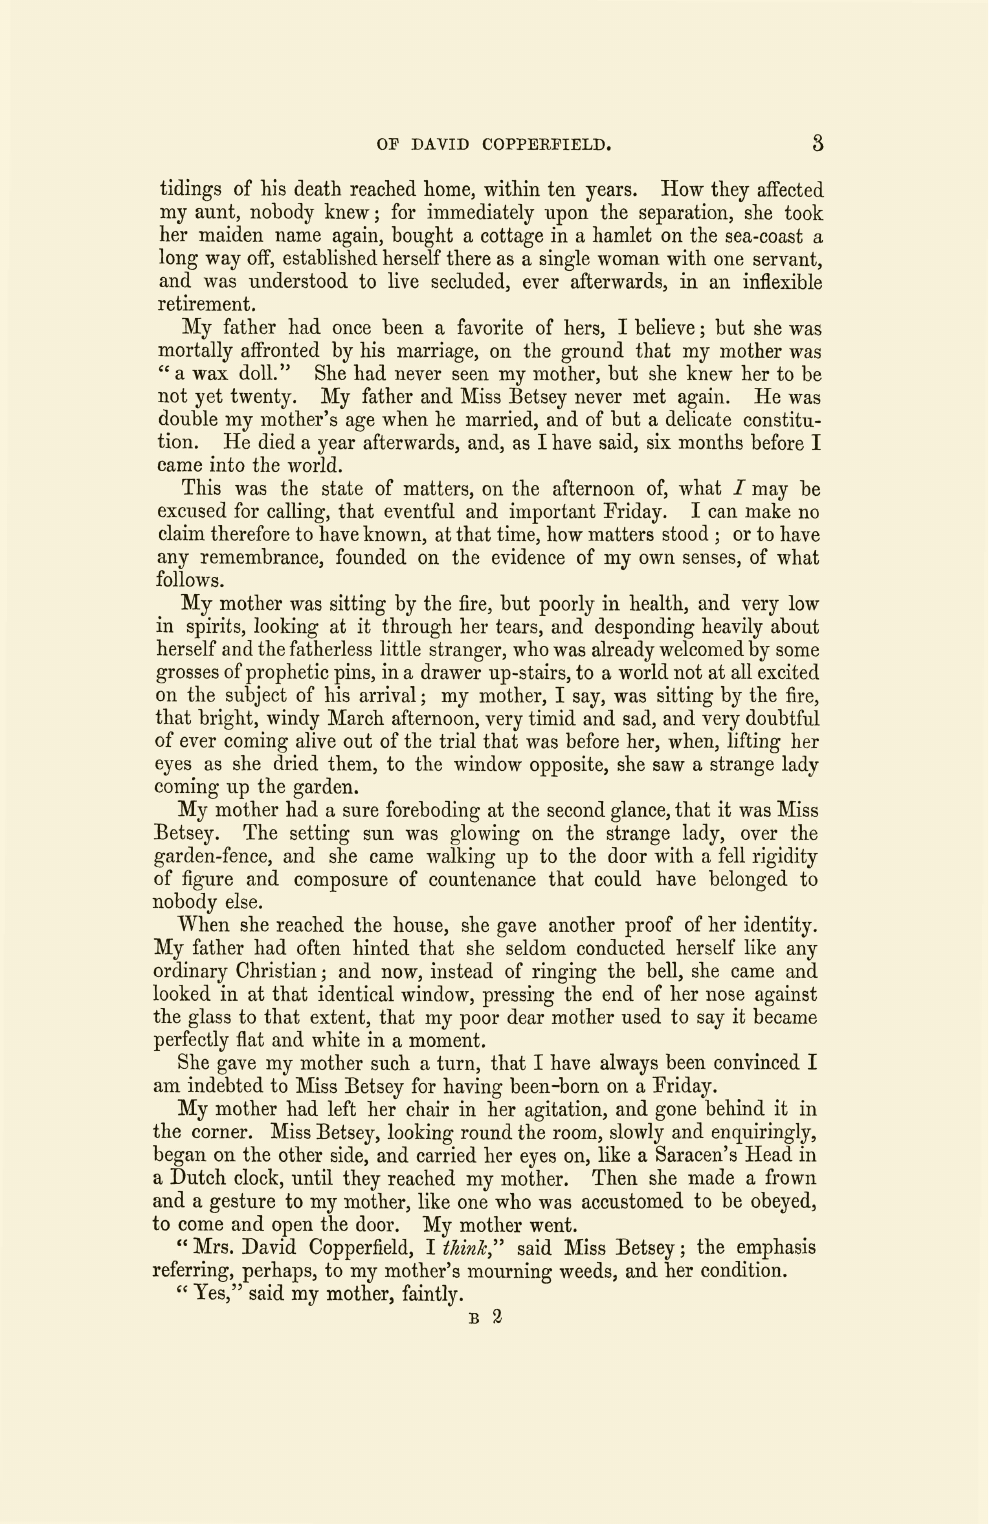 OF DAVID COPPERFIELD. 3
tidings of his death reached home, within ten years. How they affected
my aunt, nobody knew; for immediately upon the separation, she took
her maiden name again, bought a cottage in a hamlet on the sea-coast a
long way off, established herself there as a single woman with one servant,
and was understood to live secluded, ever afterwards, in an inflexible
retirement.
My father had once been a favorite of hers, I believe; but she was
mortally affronted by his marriage, on the ground that my mother was
“a wax doll.” She had never seen my mother, but she knew her to be
not yet twenty. My father and Miss Betsey never met again. He was
double my mother’s age when he married, and of but a delicate constitu-
tion. He died a year afterwards, and, as I have said, six months before I
came into the world.
This was the state of matters, on the afternoon of, what I may be
excused for calling, that eventful and important Friday. I can make no
claim therefore to have known, at that time, how matters stood; or to have
any remembrance, founded on the evidence of my own senses, of what
follows.
My mother was sitting by the fire, but poorly in health, and very low
in spirits, looking at it through her tears, and desponding heavily about
herself and the fatherless little stranger, who was already welcomed by some
grosses of prophetic pins, in a drawer up-stairs, to a world not at all excited
on the subject of his arrival; my mother, I say, was sitting by the fire,
that bright, windy March afternoon, very timid and sad, and very doubtful
of ever coming alive out of the trial that was before her, when, lifting her
eyes as she dried them, to the window opposite, she saw a strange lady
coming up the garden.
My mother had a sure foreboding at the second glance, that it was Miss
Betsey. The setting sun was glowing on the strange lady, over the
garden-fence, and she came walking up to the door with a fell rigidity
of figure and composure of countenance that could have belonged to
nobody else.
When she reached the house, she gave another proof of her identity.
My father had often hinted that she seldom conducted herself like any
ordinary Christian; and now, instead of ringing the bell, she came and
looked in at that identical window, pressing the end of her nose against
the glass to that extent, that my poor dear mother used to say it became
perfectly flat and white in a moment.
She gave my mother such a turn, that I have always been convinced I
am indebted to Miss Betsey for having been-born on a Friday.
My mother had left her chair in her agitation, and gone behind it in
the corner. Miss Betsey, looking round the room, slowly and enquiringly,
began on the other side, and carried her eyes on, like a Saracen’s Head in
a Dutch clock, until they reached my mother. Then she made a frown
and a gesture to my mother, like one who was accustomed to be obeyed,
to come and open the door. My mother went.
“Mrs. David Copperfield, I think,” said Miss Betsey; the emphasis
referring, perhaps, to my mother’s mourning weeds, and her condition.
“Yes,” said my mother, faintly.
B 2